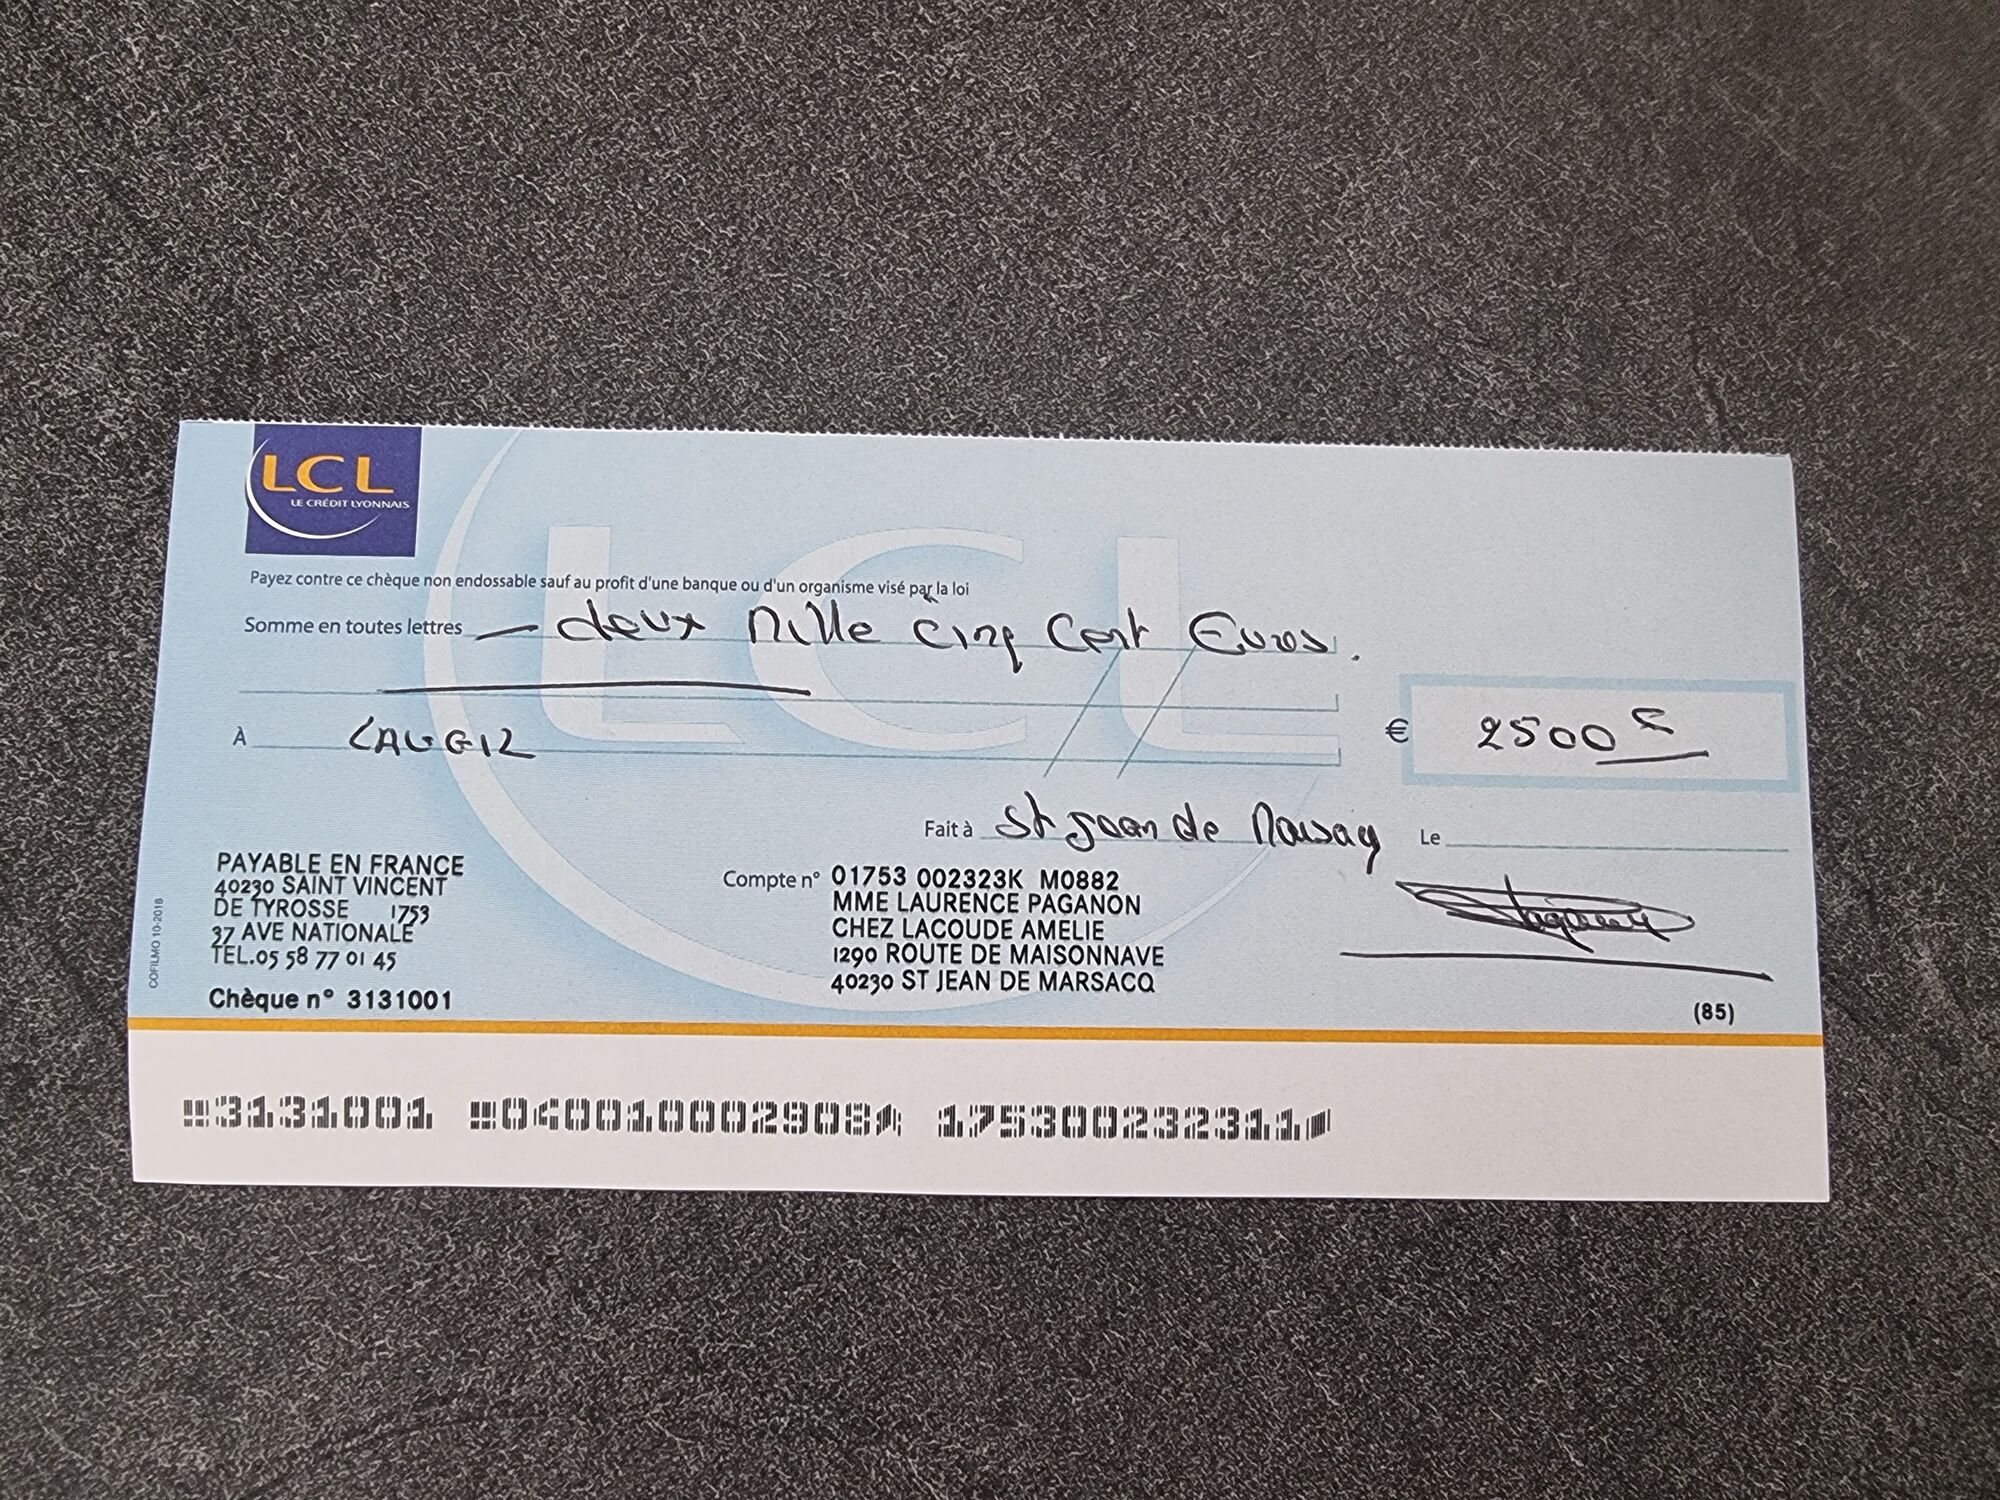 LCL
LE CRÉDIT LYONNAIS
LCL
Payez contre ce chèque non endossable sauf au profit d'une banque ou d'un organisme visé par la loi
Somme en toutes lettres deux mille cinq cent Euros.
À
€ 2500 €
Fait à St Jean de Marsacq Le
PAYABLE EN FRANCE
40230 SAINT VINCENT
DE TYROSSE 1753
37 AVE NATIONALE
TEL.05 58 77 01 45
Chèque n° 3131001
Compte n° 01753 002323K M0882
MME LAURENCE PAGANON
CHEZ LACOUDE AMELIE
1290 ROUTE DE MAISONNAVE
40230 ST JEAN DE MARSACQ
(85)
COFILMO 10-2018
3131001 040010002908 175300232311